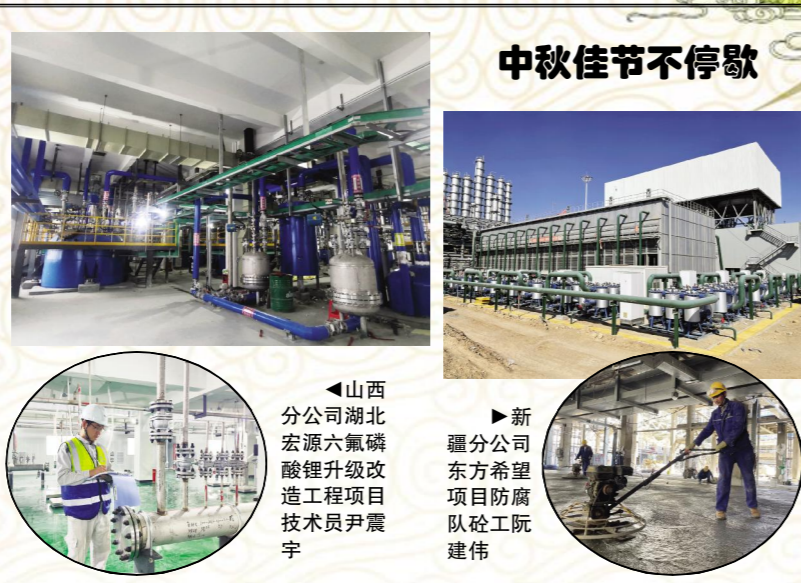 中秋佳节不停歇
◀山西
分公司湖北
宏源六氟磷
酸锂升级改
造工程项目
技术员尹震
宇
▶新
疆分公司
东方希望
项目防腐
队砼工阮
建伟